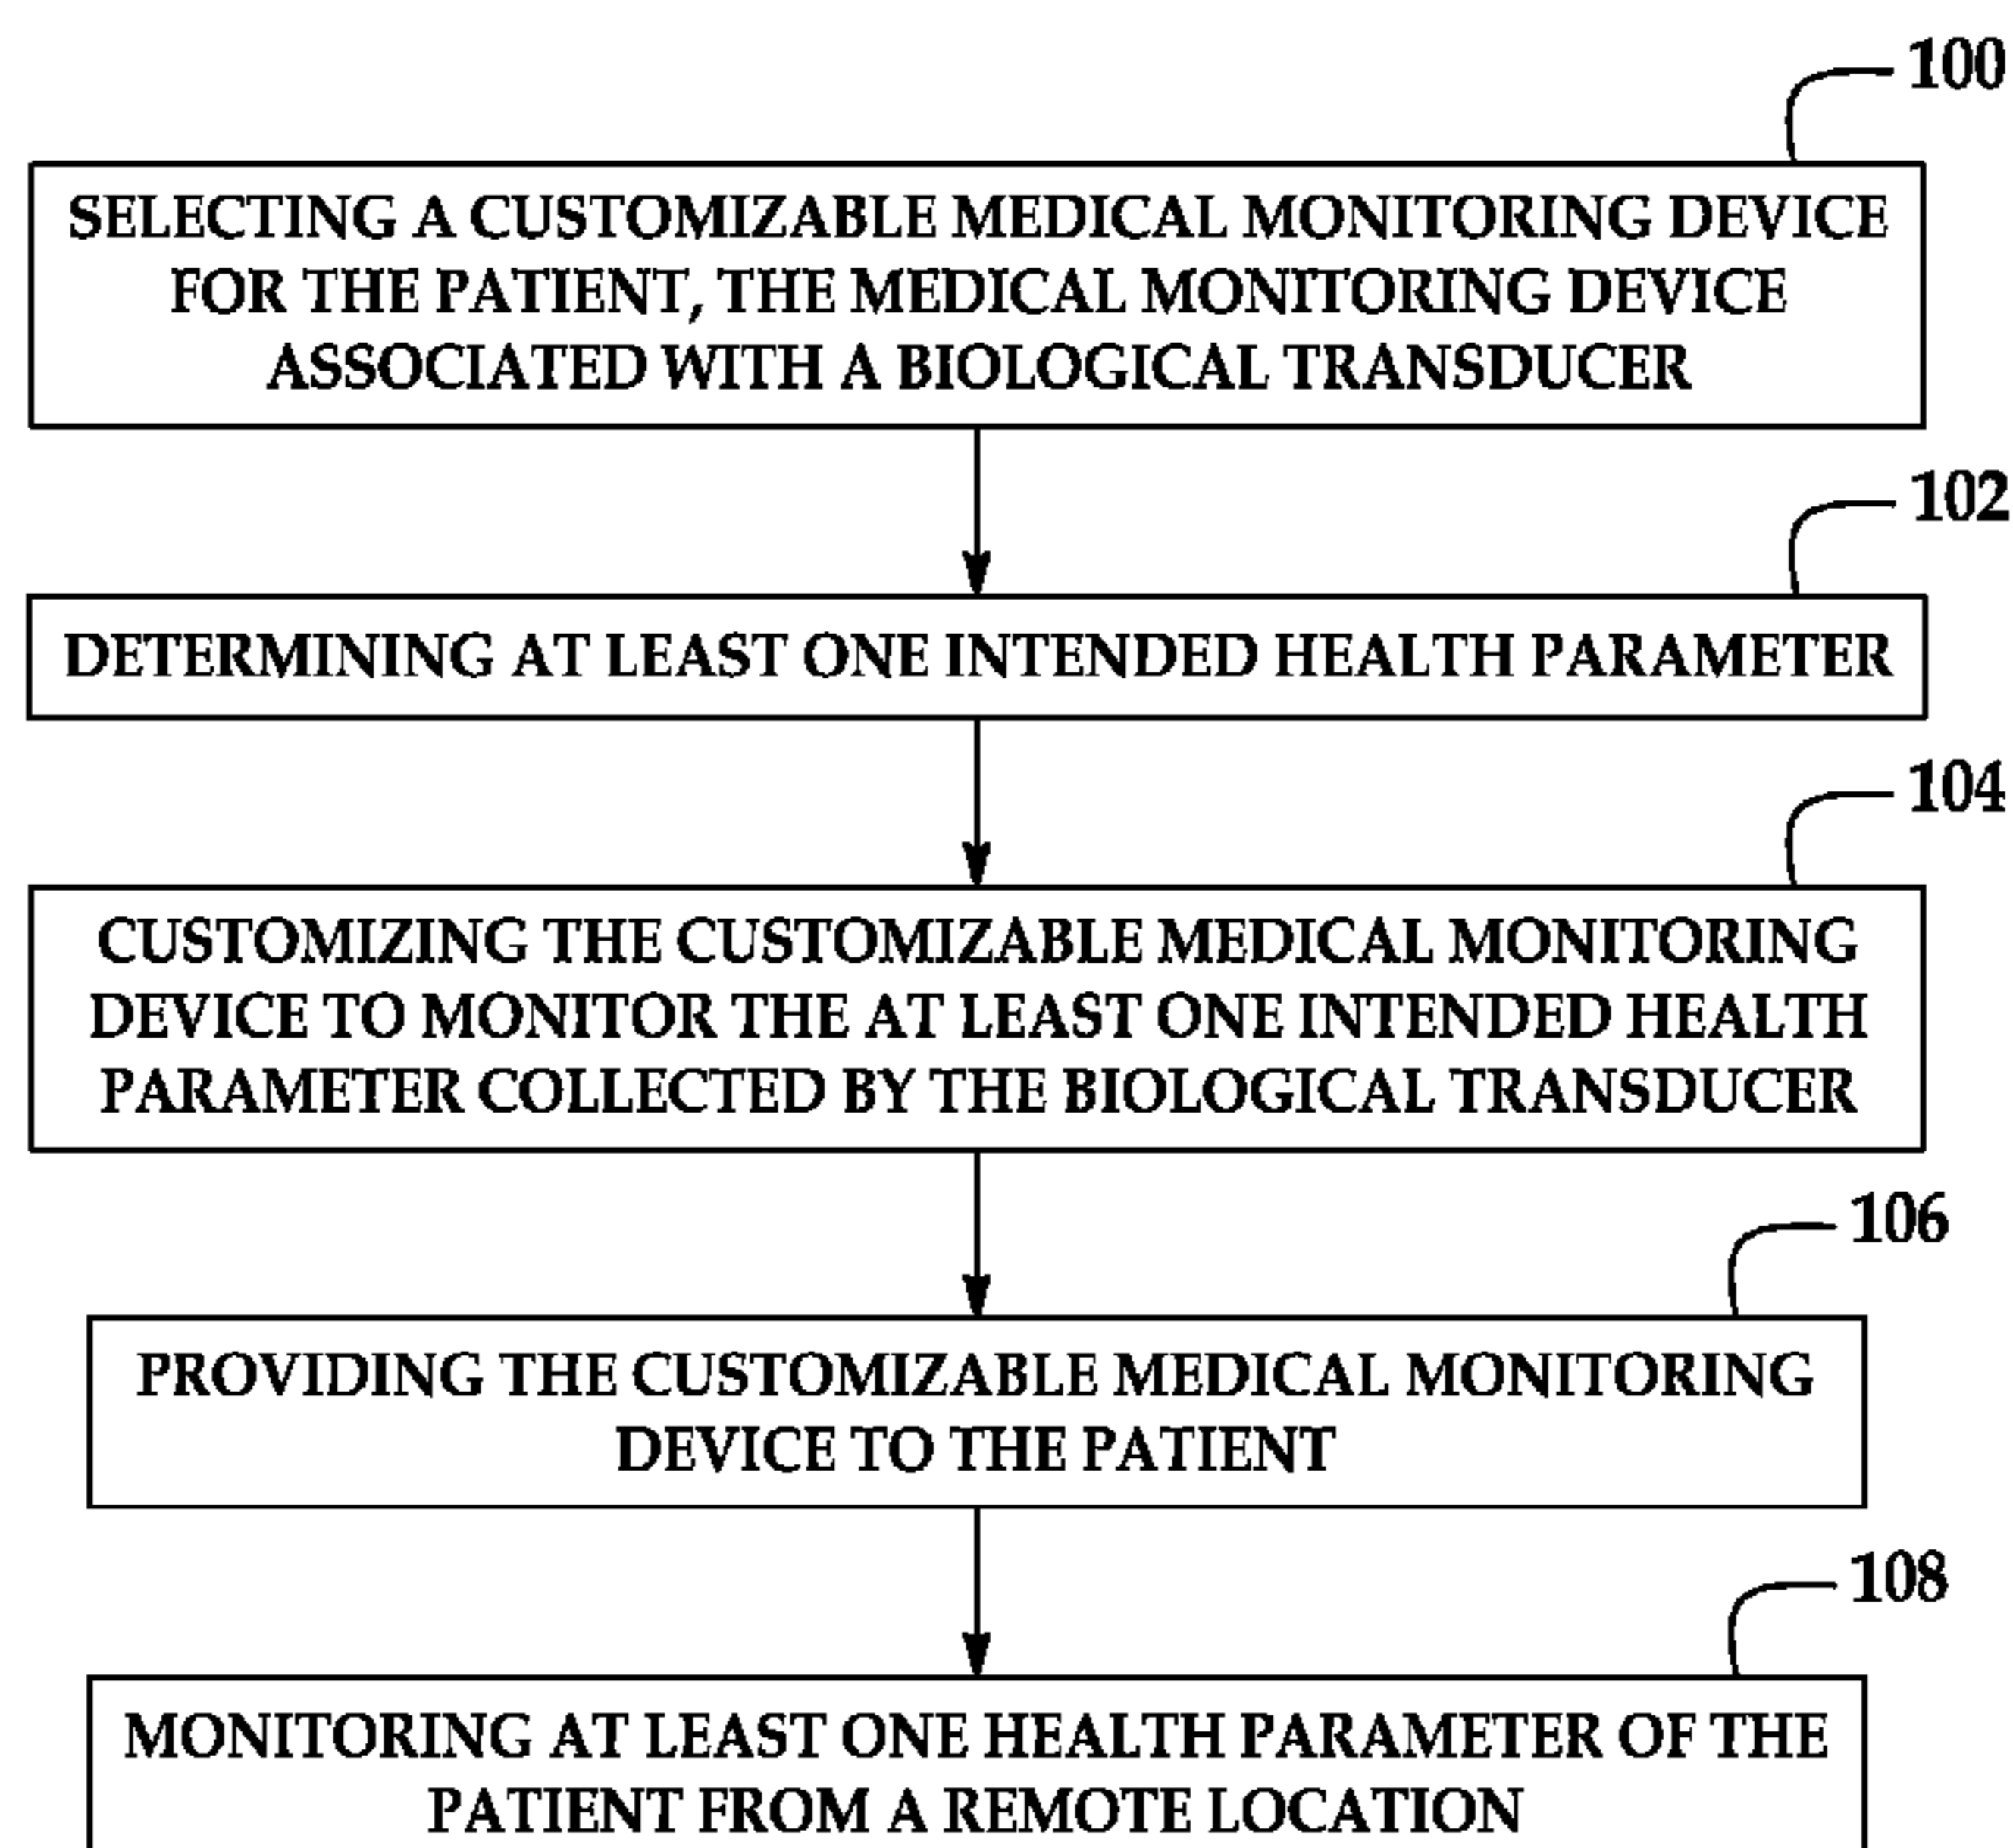 100
SELECTING A CUSTOMIZABLE MEDICAL MONITORING DEVICE
FOR THE PATIENT, THE MEDICAL MONITORING DEVICE
ASSOCIATED WITH A BIOLOGICAL TRANSDUCER
102
DETERMINING AT LEAST ONE INTENDED HEALTH PARAMETER
104
CUSTOMIZING THE CUSTOMIZABLE MEDICAL MONITORING
DEVICE TO MONITOR THE AT LEAST ONE INTENDED HEALTH
PARAMETER COLLECTED BY THE BIOLOGICAL TRANSDUCER
106
PROVIDING THE CUSTOMIZABLE MEDICAL MONITORING
DEVICE TO THE PATIENT
108
MONITORING AT LEAST ONE HEALTH PARAMETER OF THE
PATIENT FROM A REMOTE LOCATION